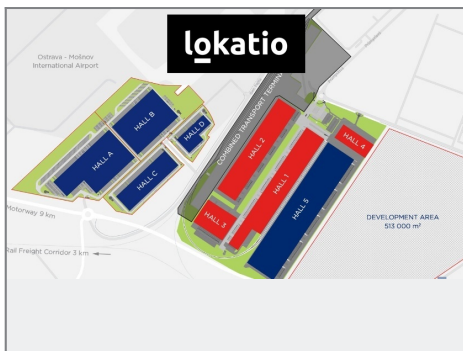 lokatio
Ostrava - Mošnov
International Airport
HALL B
HALL D
HALL A
HALL C
COMBINED TRANSPORT TERMINAL
HALL 2
HALL 4
HALL 1
HALL 3
HALL 5
Motorway 9 km
Rail Freight Corridor 3 km
DEVELOPMENT AREA
513 000 m²